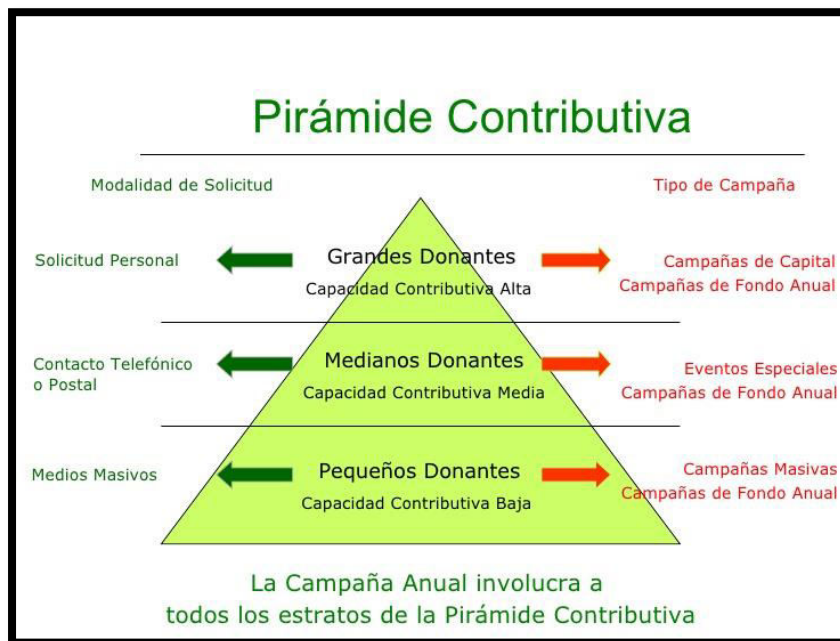 Pirámide Contributiva
Modalidad de Solicitud
Tipo de Campaña
Solicitud Personal
Grandes Donantes
Capacidad Contributiva Alta
Campañas de Capital
Campañas de Fondo Anual
Contacto Telefónico
o Postal
Medianos Donantes
Capacidad Contributiva Media
Eventos Especiales
Campañas de Fondo Anual
Medios Masivos
Pequeños Donantes
Capacidad Contributiva Baja
Campañas Masivas
Campañas de Fondo Anual
La Campaña Anual involucra a
todos los estratos de la Pirámide Contributiva